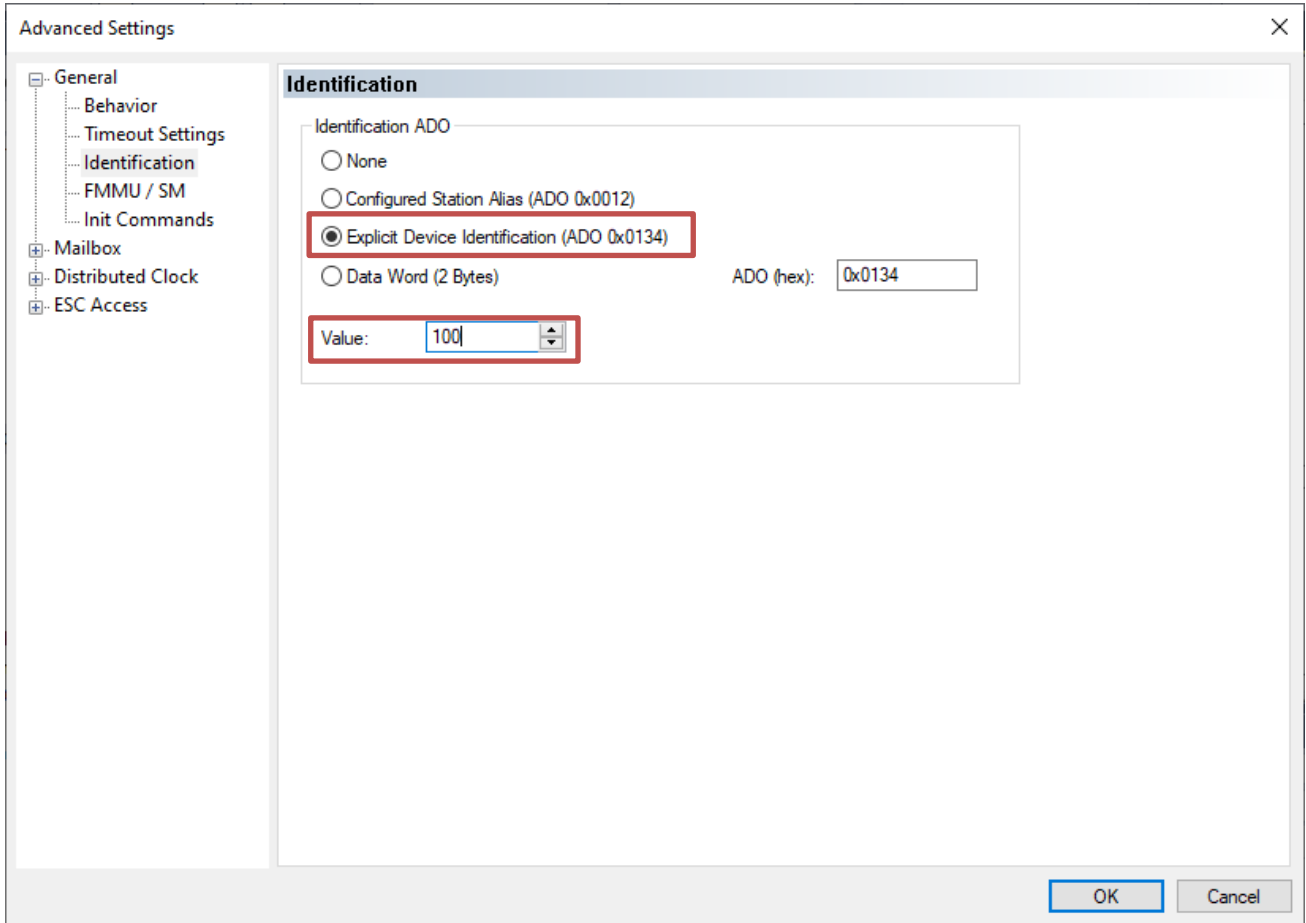 Advanced Settings
General
Behavior
Timeout Settings
Identification
FMMU / SM
Init Commands
Mailbox
Distributed Clock
ESC Access
Identification
Identification ADO
None
Configured Station Alias (ADO 0x0012)
Explicit Device Identification (ADO 0x0134)
Data Word (2 Bytes) ADO (hex): 0x0134
Value: 100
OK Cancel